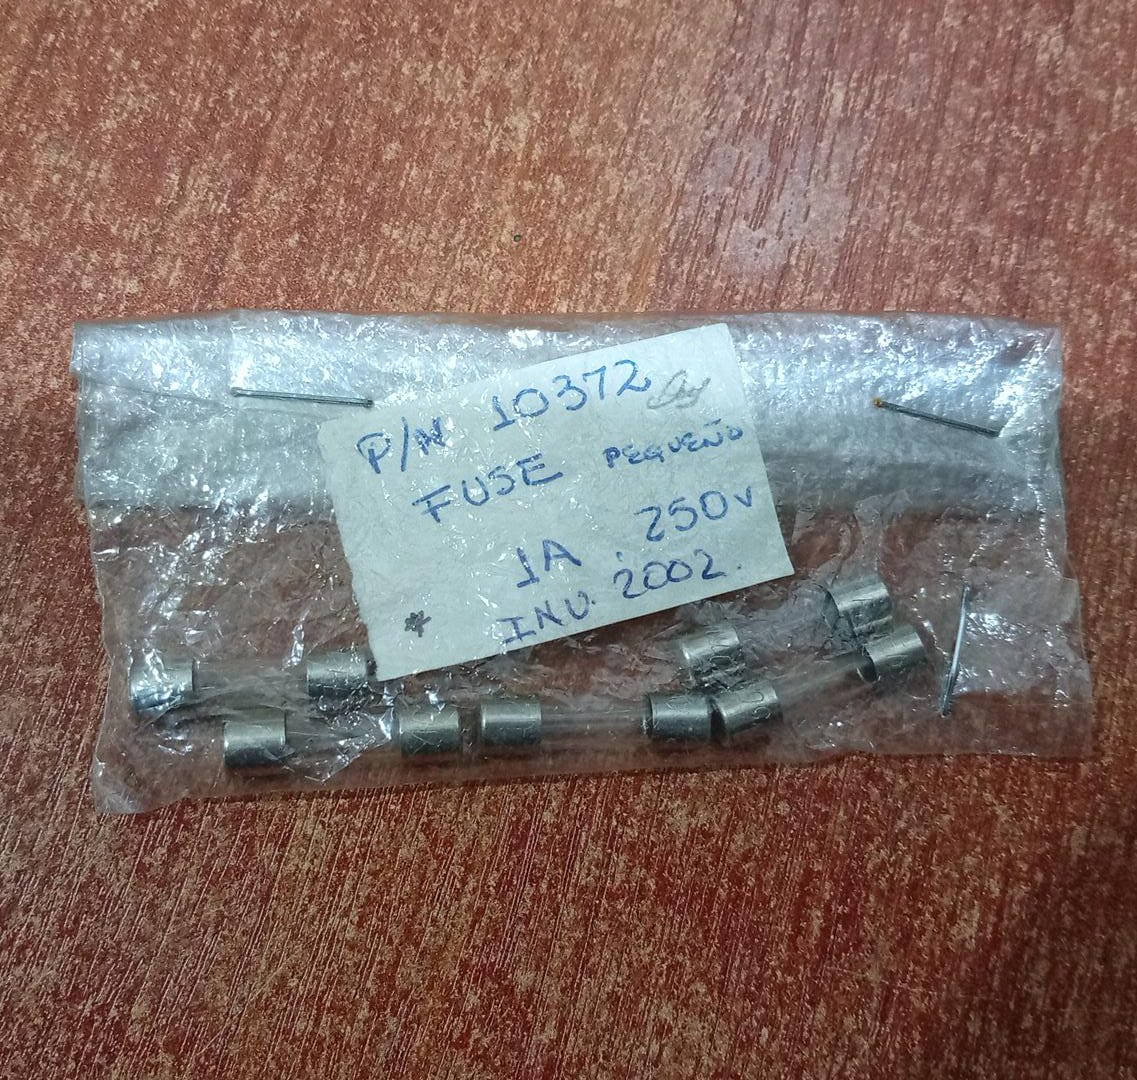 P/N 10372
FUSE PEQUEÑO
1A . 250V
* INV. 2002.